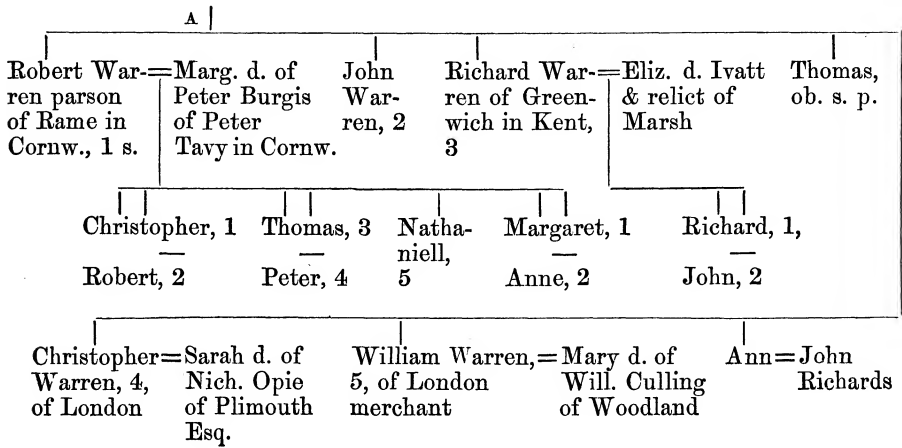 A
Robert War-=Marg. d. of John Richard War-=Eliz. d. Ivatt Thomas,
ren parson Peter Burgis War- ren of Green- & relict of ob. s. p.
of Rame in of Peter ren, 2 wich in Kent, Marsh
Cornw., 1 s. Tavy in Cornw. 3
Christopher, 1 Thomas, 3 Natha- Margaret, 1 Richard, 1,
niell,
Robert, 2 Peter, 4 5 Anne, 2 John, 2
Christopher=Sarah d. of William Warren,=Mary d. of Ann=John
Warren, 4, Nich. Opie 5, of London Will. Culling Richards
of London of Plimouth merchant of Woodland
Esq.